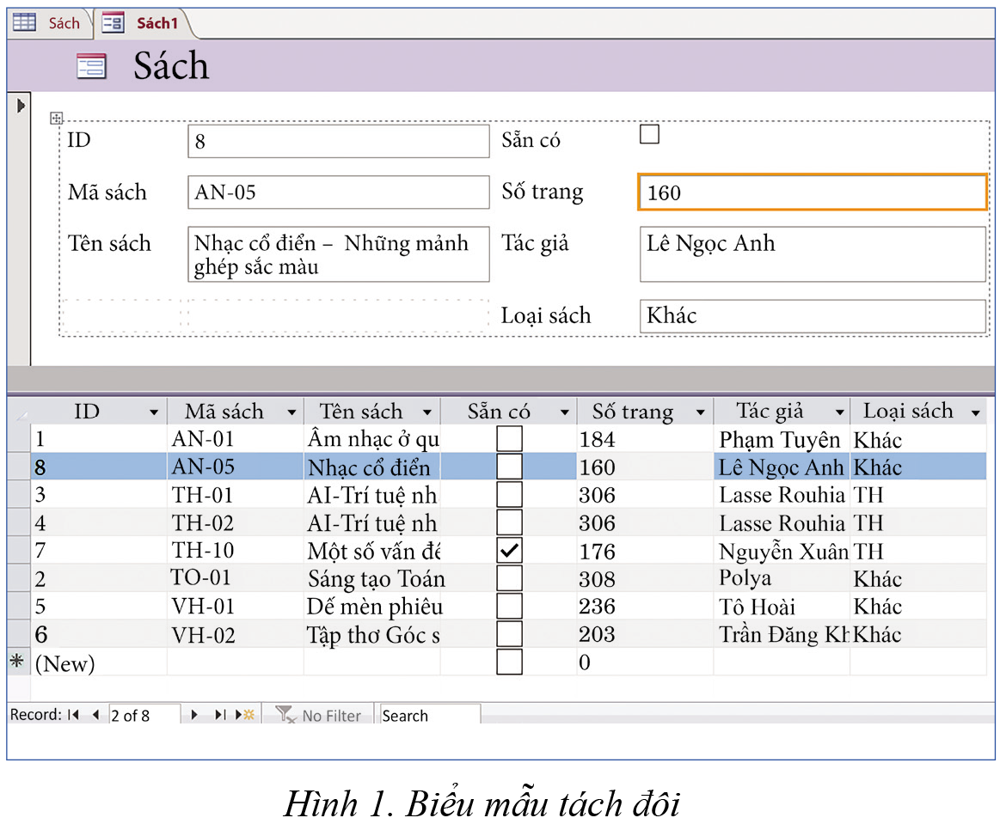 Sách Sách1
Sách
ID 8 Sẵn có
Mã sách AN-05 Số trang 160
Tên sách Nhạc cổ điển – Những mảnh ghép sắc màu Tác giả Lê Ngọc Anh
Loại sách Khác
ID Mã sách Tên sách Sẵn có Số trang Tác giả Loại sách
1 AN-01 Âm nhạc ở qu 184 Phạm Tuyên Khác
8 AN-05 Nhạc cổ điển 160 Lê Ngọc Anh Khác
3 TH-01 AI-Trí tuệ nh 306 Lasse Rouhia TH
4 TH-02 AI-Trí tuệ nh 306 Lasse Rouhia TH
7 TH-10 Một số vấn đề 176 Nguyễn Xuân TH
2 TO-01 Sáng tạo Toán 308 Polya Khác
5 VH-01 Dế mèn phiêu 236 Tô Hoài Khác
6 VH-02 Tập thơ Góc s 203 Trần Đăng Kh Khác
(New) 0
Record: 2 of 8 No Filter Search
Hình 1. Biểu mẫu tách đôi